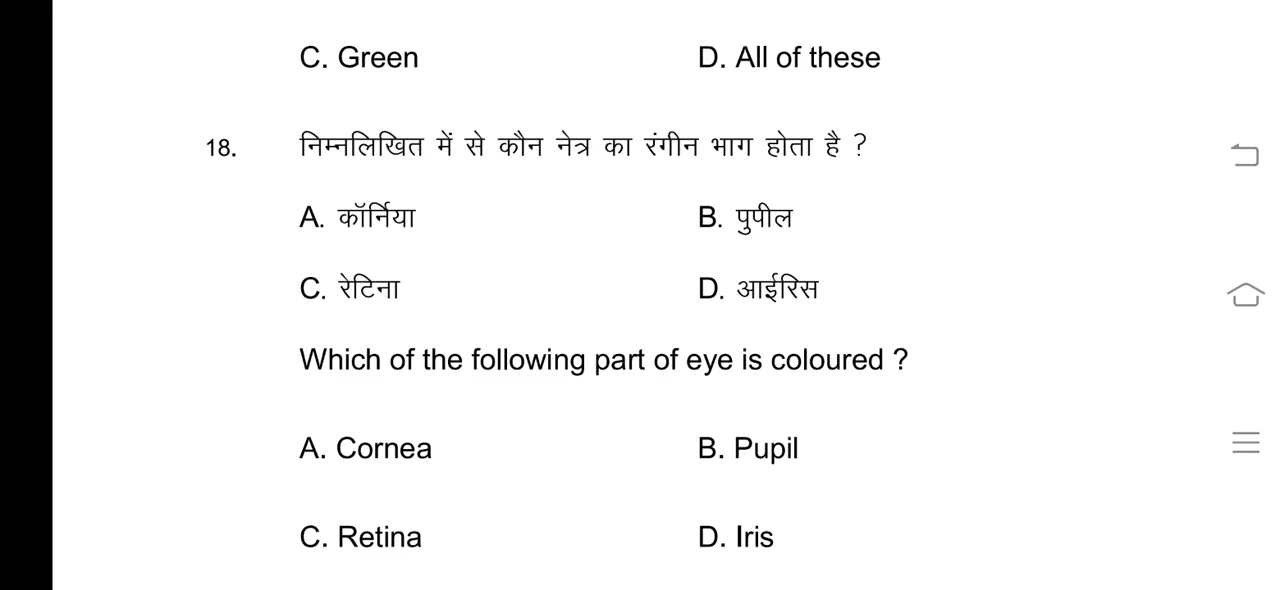 C. Green D. All of these
18. निम्नलिखित में से कौन नेत्र का रंगीन भाग होता है ?
A. कॉर्निया B. पुपील
C. रेटिना D. आईरिस
Which of the following part of eye is coloured ?
A. Cornea B. Pupil
C. Retina D. Iris